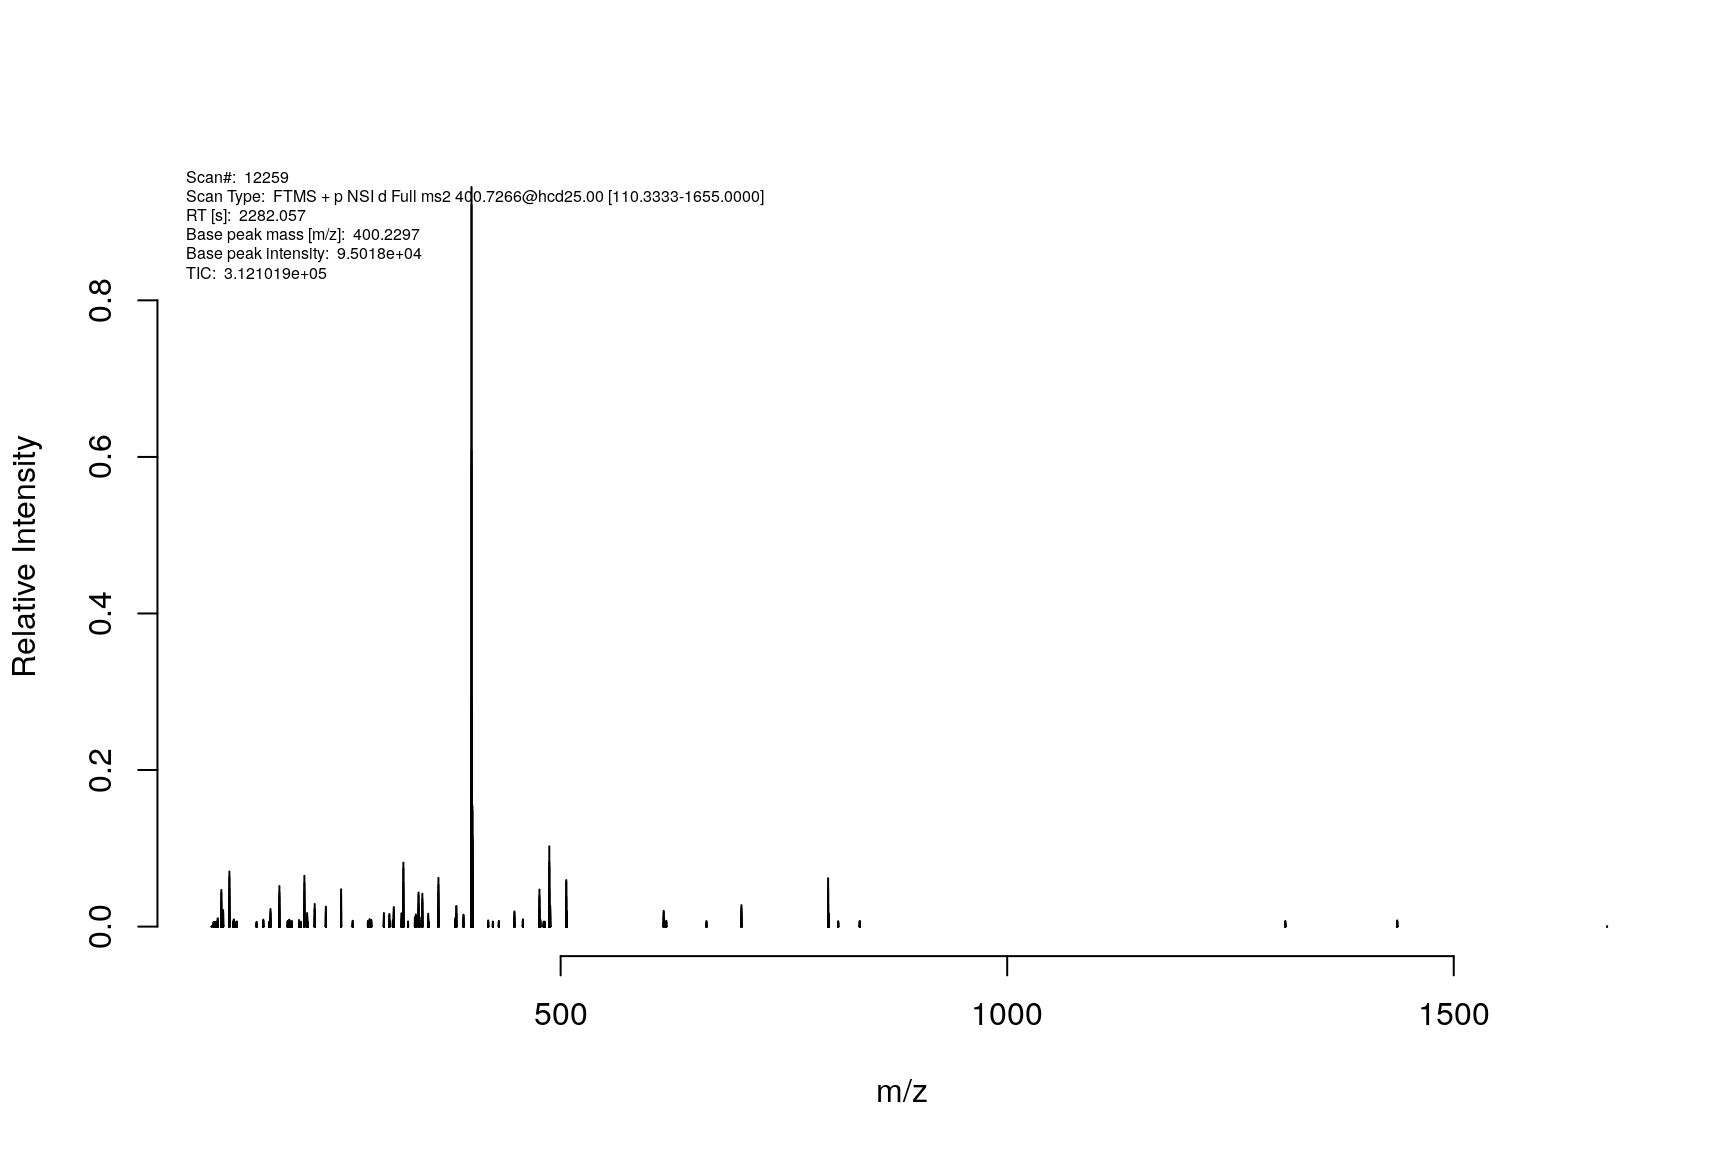 Scan#: 12259
Scan Type: FTMS + p NSI d Full ms2 400.7266@hcd25.00 [110.3333-1655.0000]
RT [s]: 2282.057
Base peak mass [m/z]: 400.2297
Base peak intensity: 9.5018e+04
TIC: 3.121019e+05
0.8
0.6
0.4
0.2
0.0
Relative Intensity
500 1000 1500
m/z